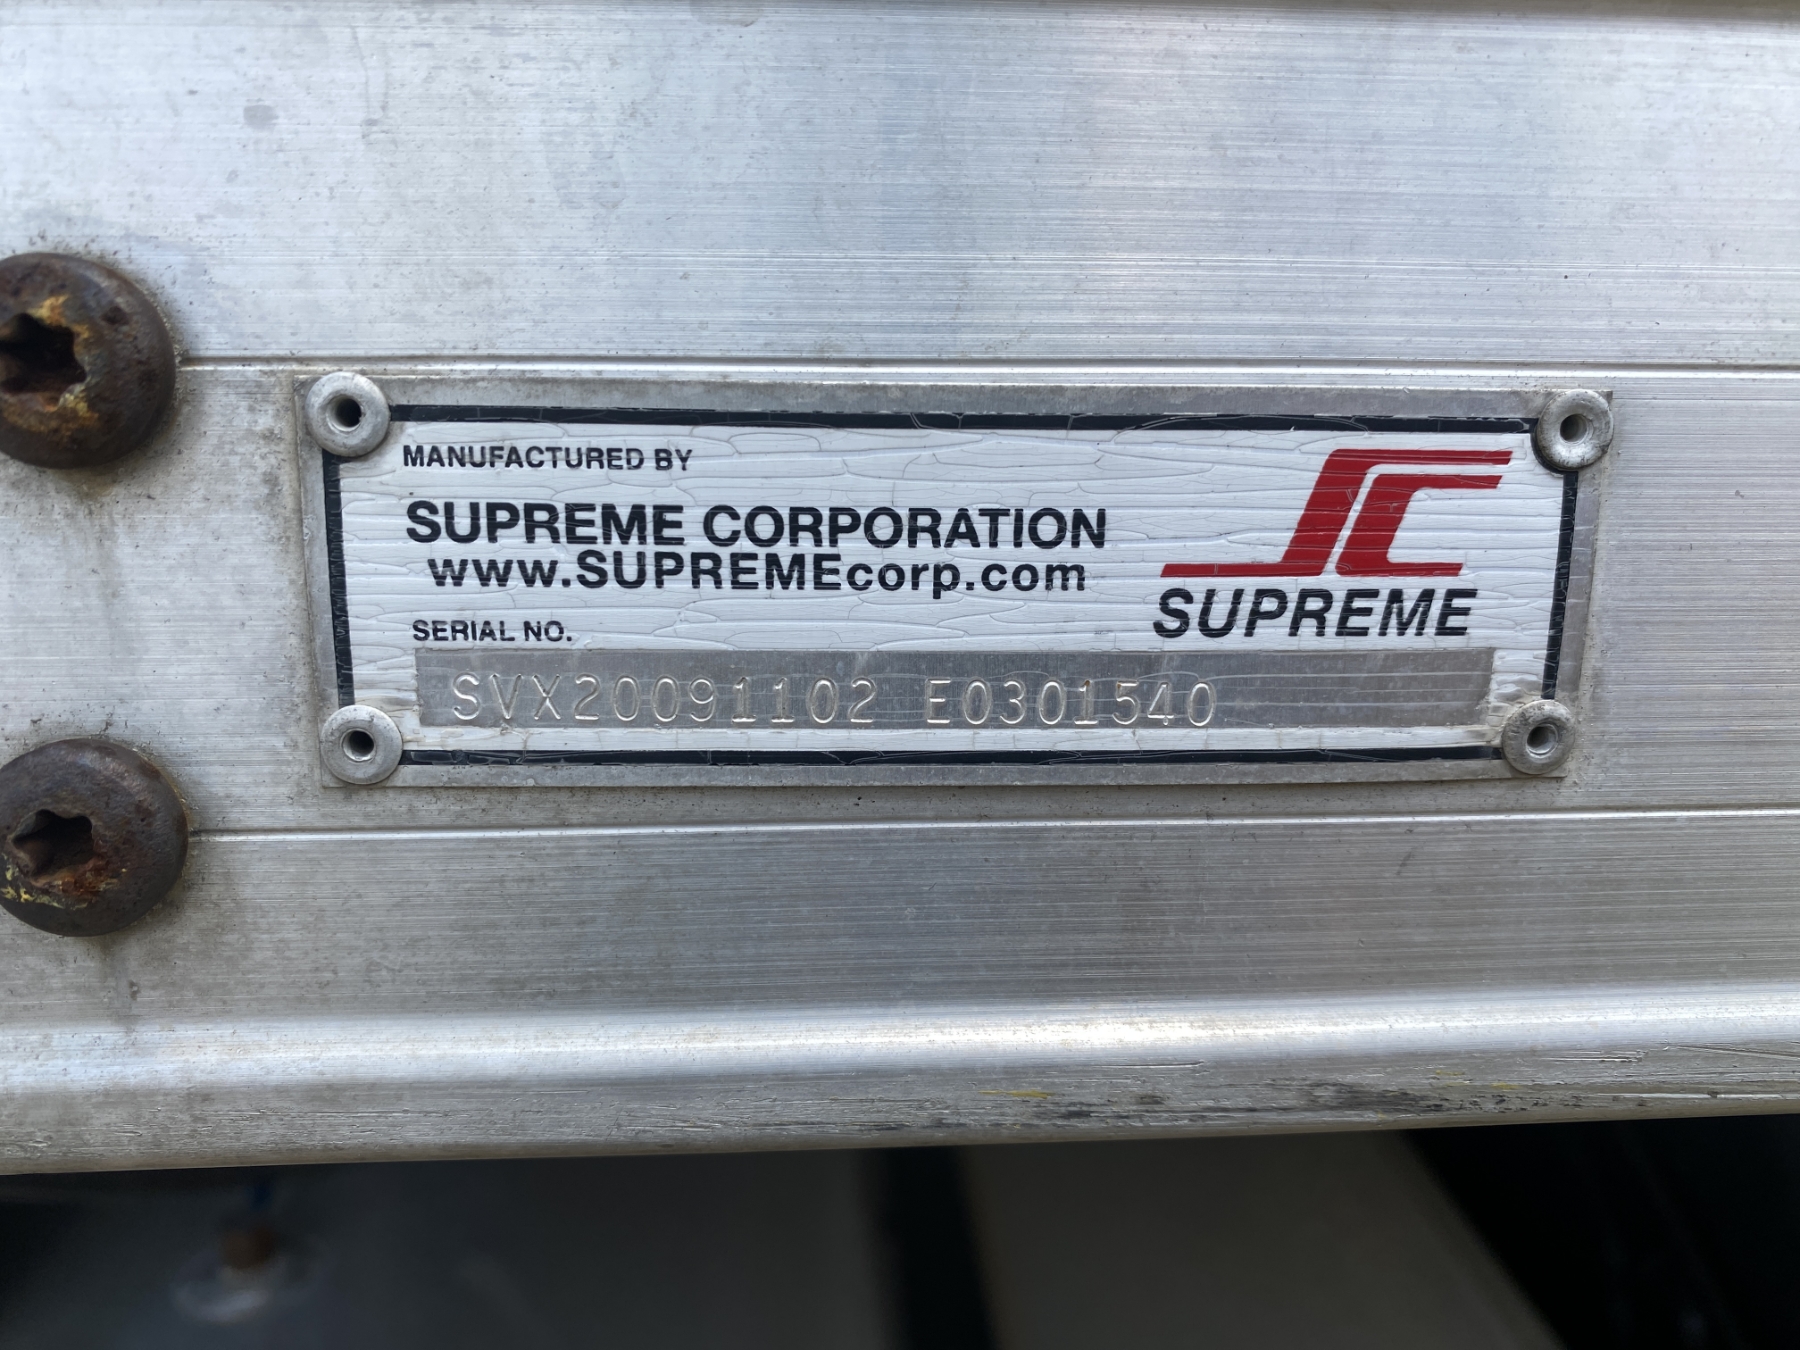 MANUFACTURED BY
SUPREME CORPORATION
www.SUPREMEcorp.com
SUPREME
SERIAL NO.
SVX20091102 E0301540